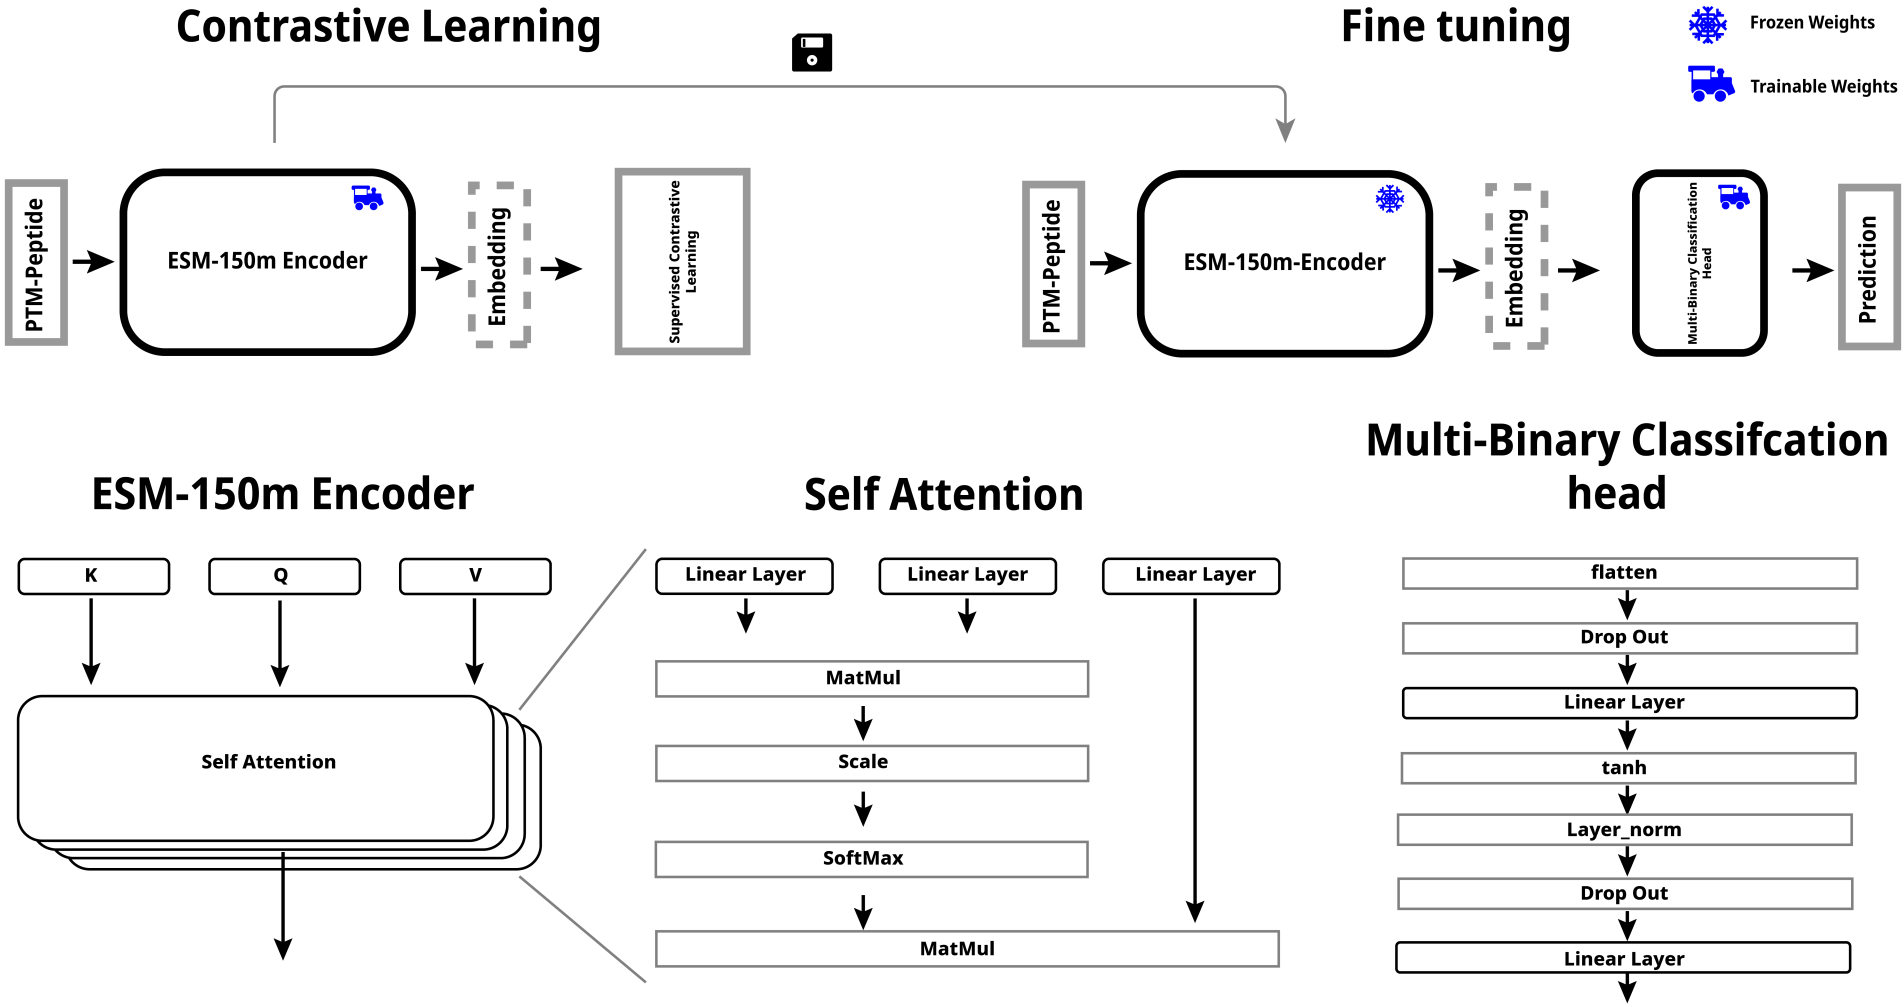 Contrastive Learning
Fine tuning
Frozen Weights
Trainable Weights
PTM-Peptide
ESM-150m Encoder
Embedding
Supervised Contrastive
Learning
PTM-Peptide
ESM-150m-Encoder
Embedding
Multi-Binary Classification
Head
Prediction
ESM-150m Encoder
K
Q
V
Self Attention
Self Attention
Linear Layer
Linear Layer
Linear Layer
MatMul
Scale
SoftMax
MatMul
Multi-Binary Classifcation
head
flatten
Drop Out
Linear Layer
tanh
Layer_norm
Drop Out
Linear Layer